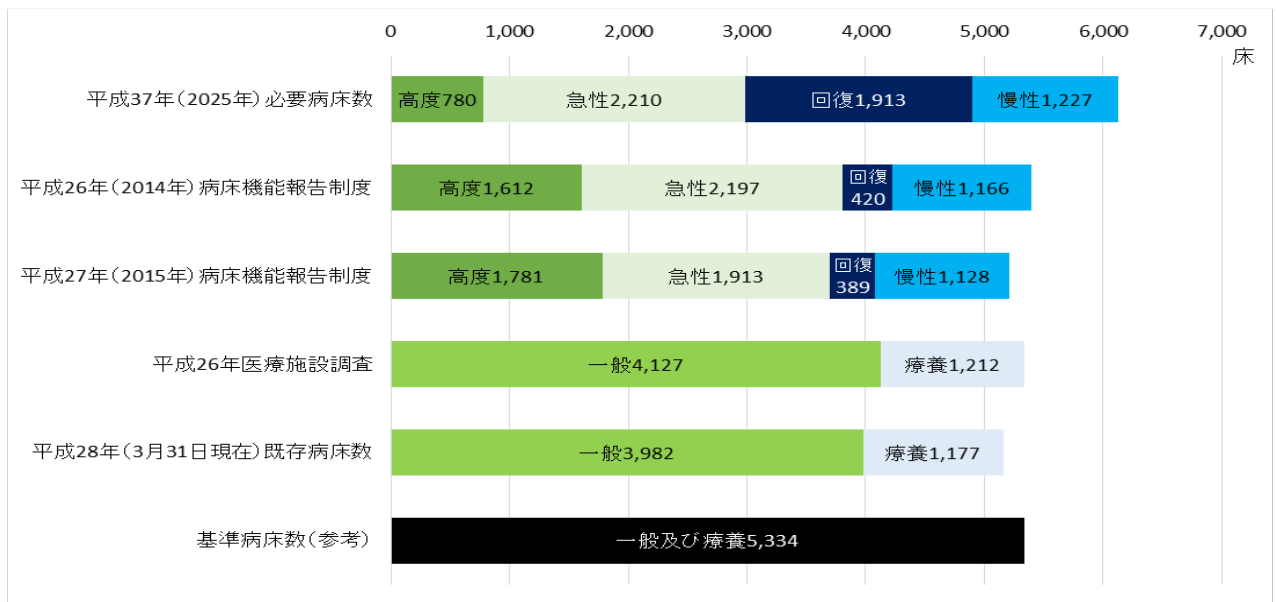 0 1,000 2,000 3,000 4,000 5,000 6,000 7,000
床
平成37年(2025年)必要病床数 高度780 急性2,210 回復1,913 慢性1,227
平成26年(2014年)病床機能報告制度 高度1,612 急性2,197 回復 420 慢性1,166
平成27年(2015年)病床機能報告制度 高度1,781 急性1,913 回復 389 慢性1,128
平成26年医療施設調査 一般4,127 療養1,212
平成28年(3月31日現在)既存病床数 一般3,982 療養1,177
基準病床数(参考) 一般及び療養5,334